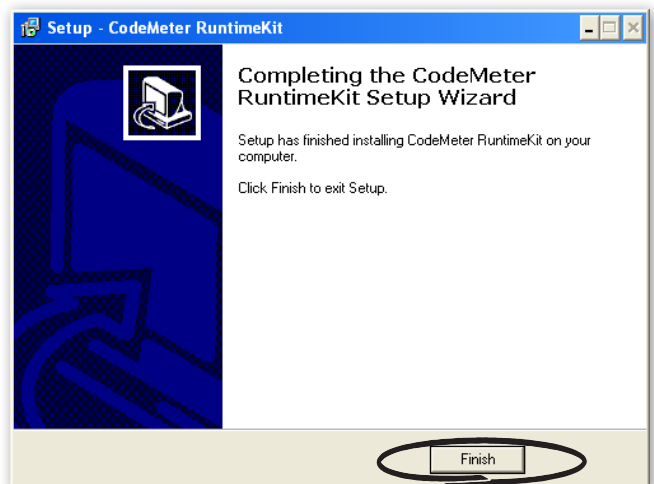 Setup - CodeMeter RuntimeKit
Completing the CodeMeter
RuntimeKit Setup Wizard
Setup has finished installing CodeMeter RuntimeKit on your
computer.
Click Finish to exit Setup.
Finish